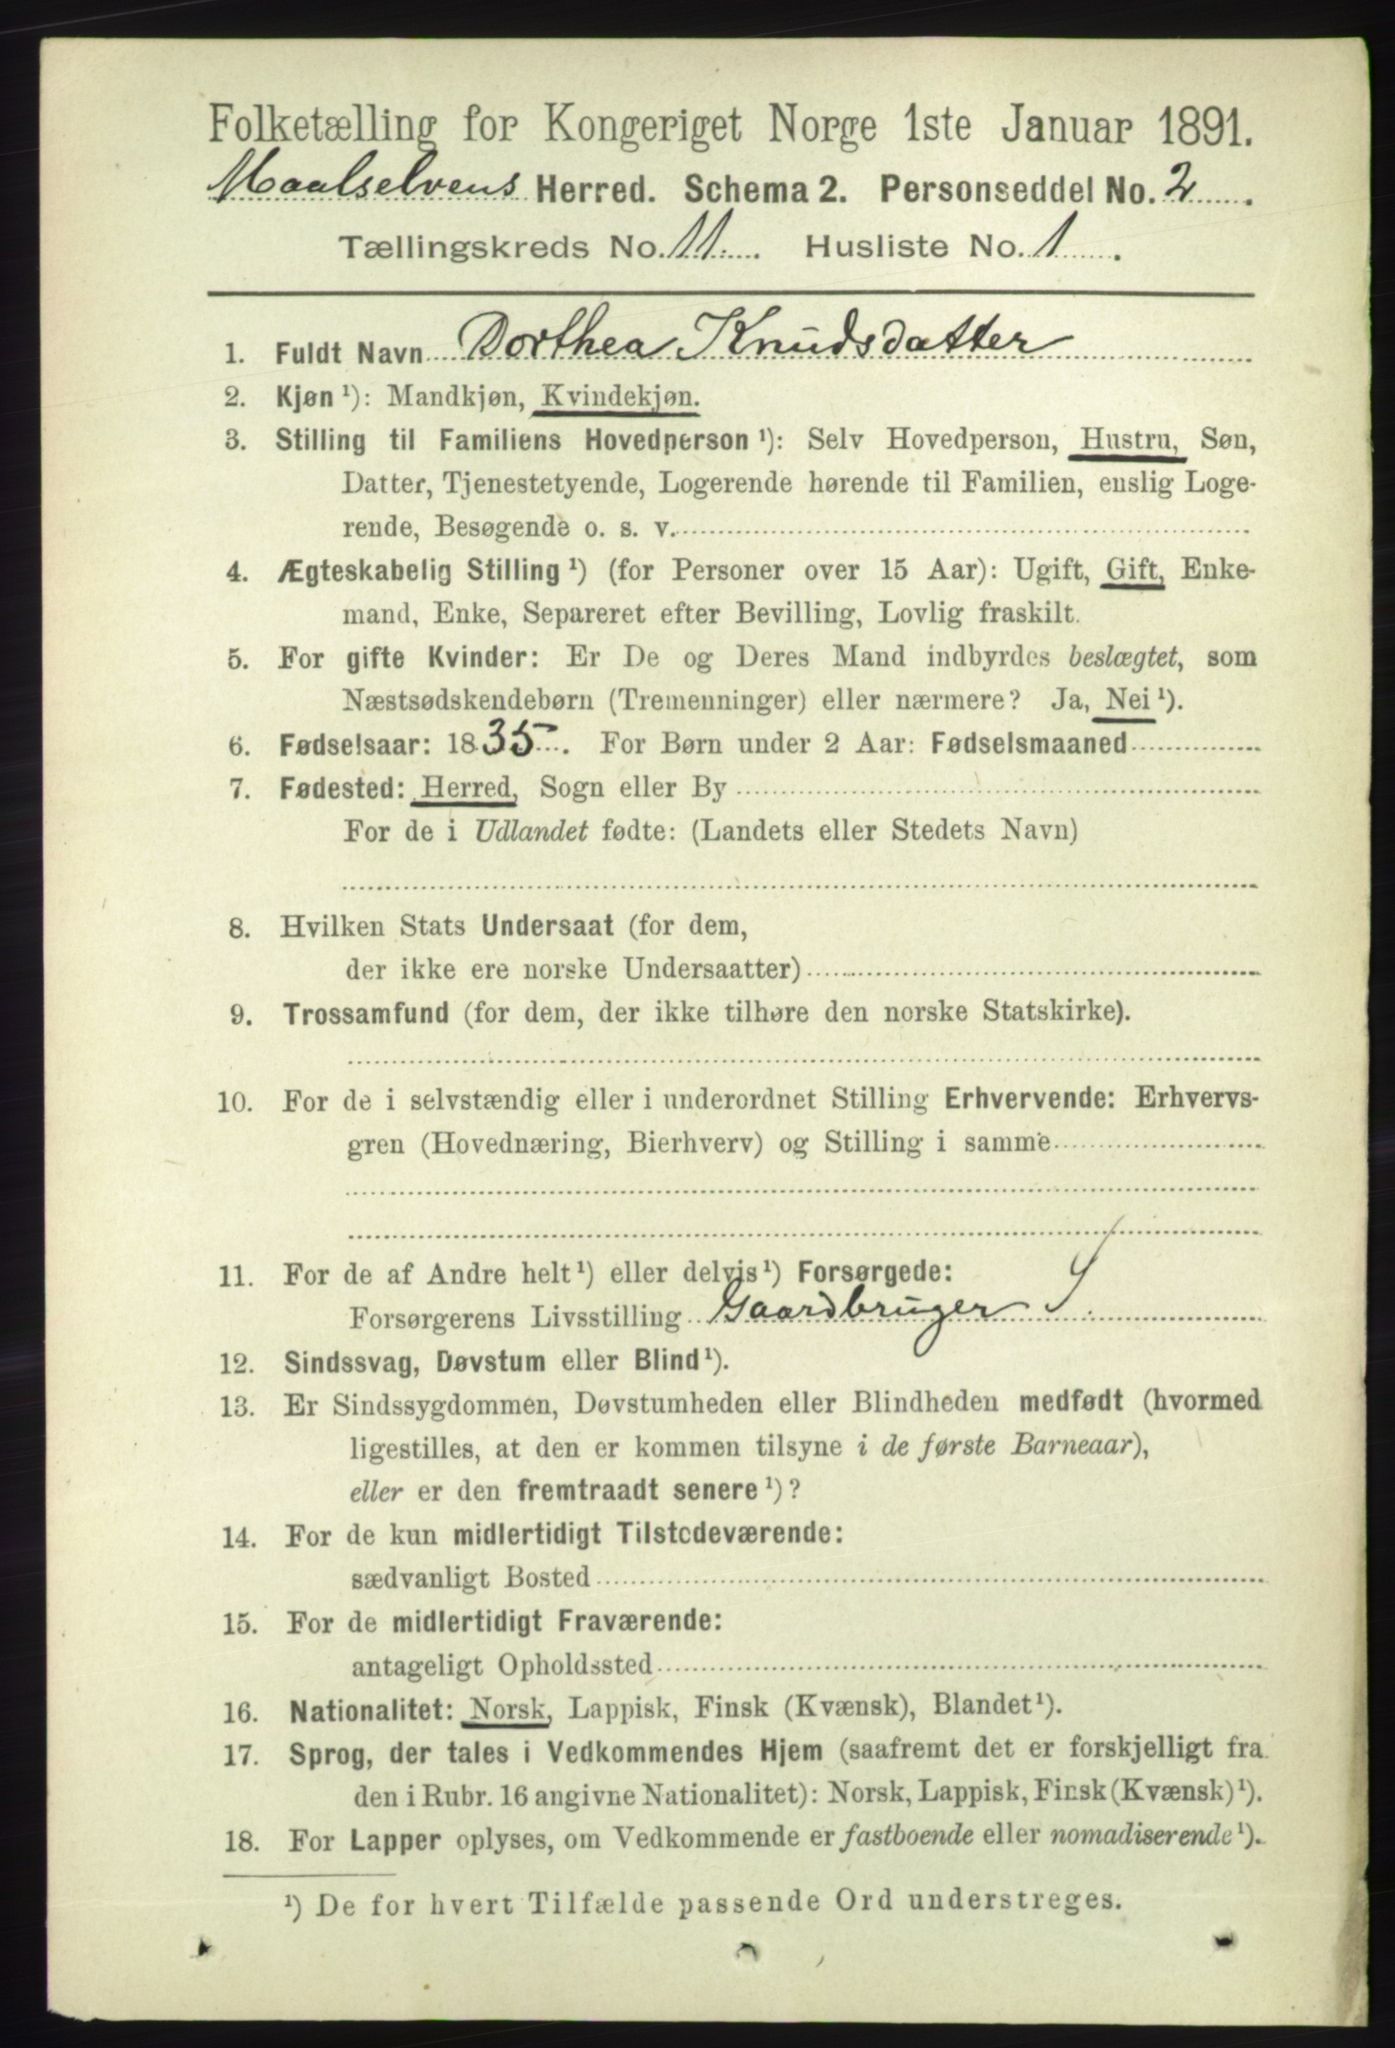 Folketælling for Kongeriget Norge 1ste Januar 1891.
Maalselvens Herred. Schema 2. Personseddel No. 2
Tællingskreds No. 11. Husliste No. 1.
1. Fuldt Navn Dorthea Knudsdatter
2. Kjøn ¹): Mandkjøn, Kvindekjøn.
3. Stilling til Familiens Hovedperson ¹): Selv Hovedperson, Hustru, Søn,
Datter, Tjenestetyende, Logerende hørende til Familien, enslig Loge-
rende, Besøgende o. s. v.
4. Ægteskabelig Stilling ¹) (for Personer over 15 Aar): Ugift, Gift, Enke-
mand, Enke, Separeret efter Bevilling, Lovlig fraskilt.
5. For gifte Kvinder: Er De og Deres Mand indbyrdes beslægtet, som
Næstsødskendebørn (Tremenninger) eller nærmere? Ja, Nei ¹).
6. Fødselsaar: 1835. For Børn under 2 Aar: Fødselsmaaned
7. Fødested: Herred, Sogn eller By
For de i Udlandet fødte: (Landets eller Stedets Navn)
8. Hvilken Stats Undersaat (for dem,
der ikke ere norske Undersaatter)
9. Trossamfund (for dem, der ikke tilhøre den norske Statskirke).
10. For de i selvstændig eller i underordnet Stilling Erhvervende: Erhvervs-
gren (Hovednæring, Bierhverv) og Stilling i samme
11. For de af Andre helt ¹) eller delvis ¹) Forsørgede:
Forsørgerens Livsstilling Gaardbruger S
12. Sindssvag, Døvstum eller Blind ¹).
13. Er Sindssygdommen, Døvstumheden eller Blindheden medfødt (hvormed
ligestilles, at den er kommen tilsyne i de første Barneaar),
eller er den fremtraadt senere ¹)?
14. For de kun midlertidigt Tilstedeværende:
sædvanligt Bosted
15. For de midlertidigt Fraværende:
antageligt Opholdssted
16. Nationalitet: Norsk, Lappisk, Finsk (Kvænsk), Blandet ¹).
17. Sprog, der tales i Vedkommendes Hjem (saafremt det er forskjelligt fra
den i Rubr. 16 angivne Nationalitet): Norsk, Lappisk, Finsk (Kvænsk) ¹).
18. For Lapper oplyses, om Vedkommende er fastboende eller nomadiserende ¹).
¹) De for hvert Tilfælde passende Ord understreges.